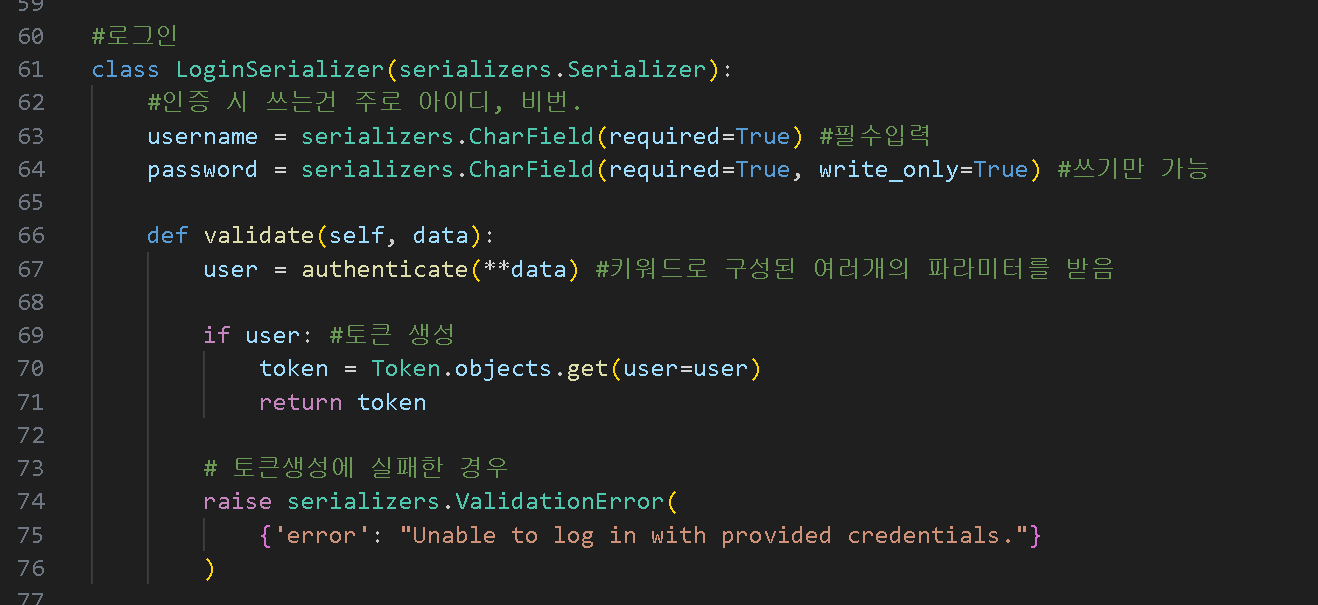 59
60 #로그인
61 class LoginSerializer(serializers.Serializer):
62 #인증 시 쓰는건 주로 아이디, 비번.
63 username = serializers.CharField(required=True) #필수입력
64 password = serializers.CharField(required=True, write_only=True) #쓰기만 가능
65
66 def validate(self, data):
67 user = authenticate(**data) #키워드로 구성된 여러개의 파라미터를 받음
68
69 if user: #토큰 생성
70 token = Token.objects.get(user=user)
71 return token
72
73 # 토큰생성에 실패한 경우
74 raise serializers.ValidationError(
75 {'error': "Unable to log in with provided credentials."}
76 )
77